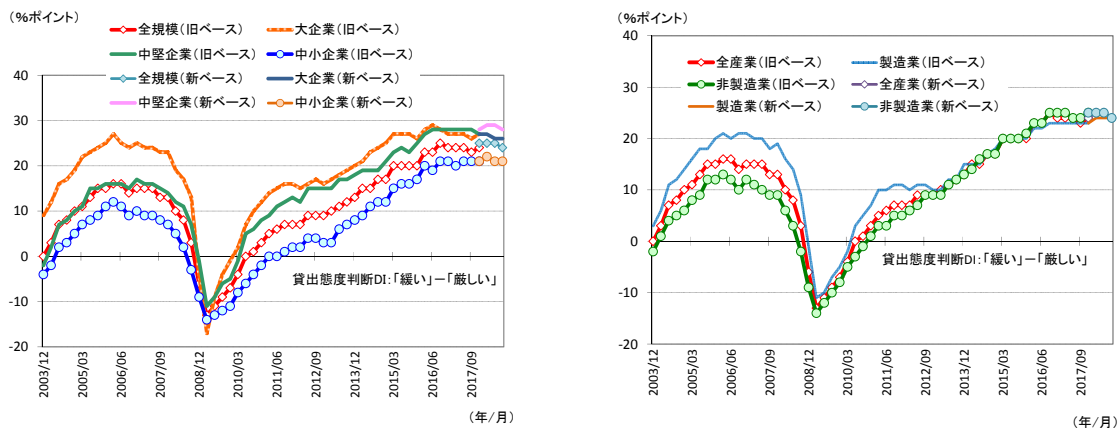 （％ポイント）
全規模（旧ベース） 大企業（旧ベース）
中堅企業（旧ベース） 中小企業（旧ベース）
全規模（新ベース） 大企業（新ベース）
中堅企業（新ベース） 中小企業（新ベース）
40
30
20
10
0
-10
-20
貸出態度判断DI：「緩い」－「厳しい」
2003/12
2005/03
2006/06
2007/09
2008/12
2010/03
2011/06
2012/09
2013/12
2015/03
2016/06
2017/09
（年/月）
（％ポイント）
40
30
20
10
0
-10
-20
全産業（旧ベース） 製造業（旧ベース）
非製造業（旧ベース） 全産業（新ベース）
製造業（新ベース） 非製造業（新ベース）
貸出態度判断DI：「緩い」－「厳しい」
2003/12
2005/03
2006/06
2007/09
2008/12
2010/03
2011/06
2012/09
2013/12
2015/03
2016/06
2017/09
（年/月）